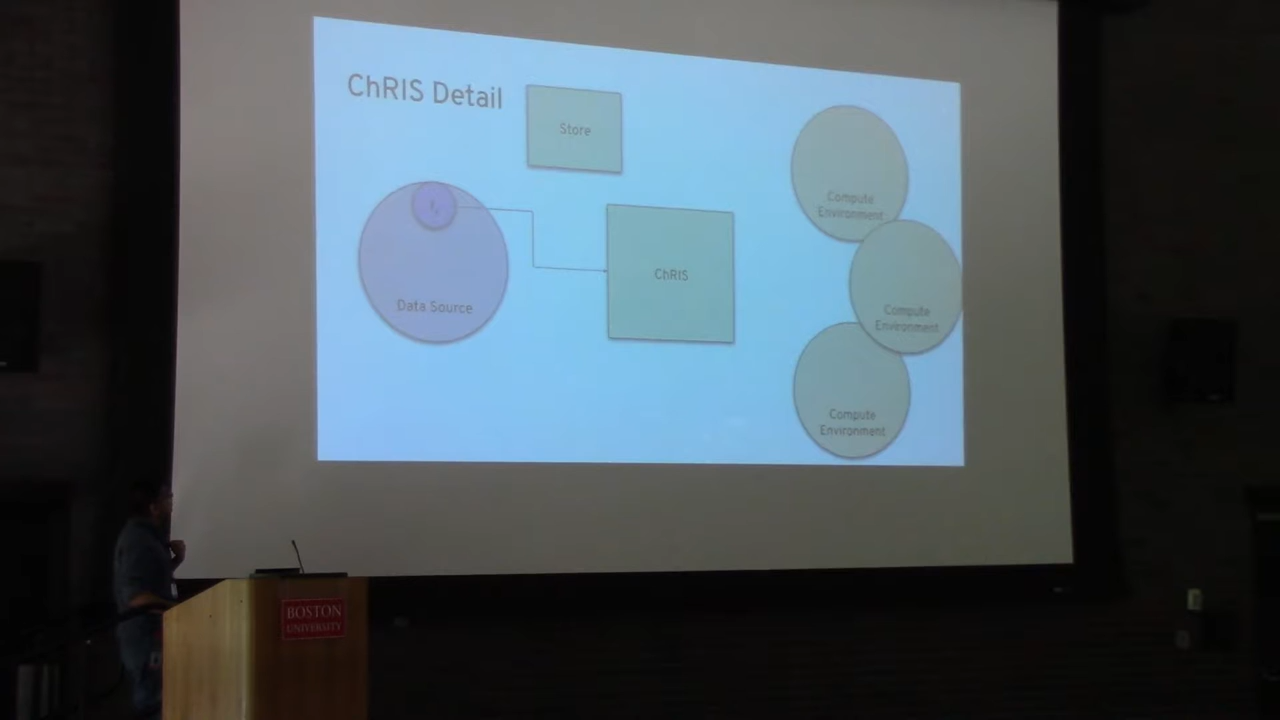 ChRIS Detail
Store
Data Source
ChRIS
Compute
Environment
Compute
Environment
Compute
Environment
BOSTON
UNIVERSITY